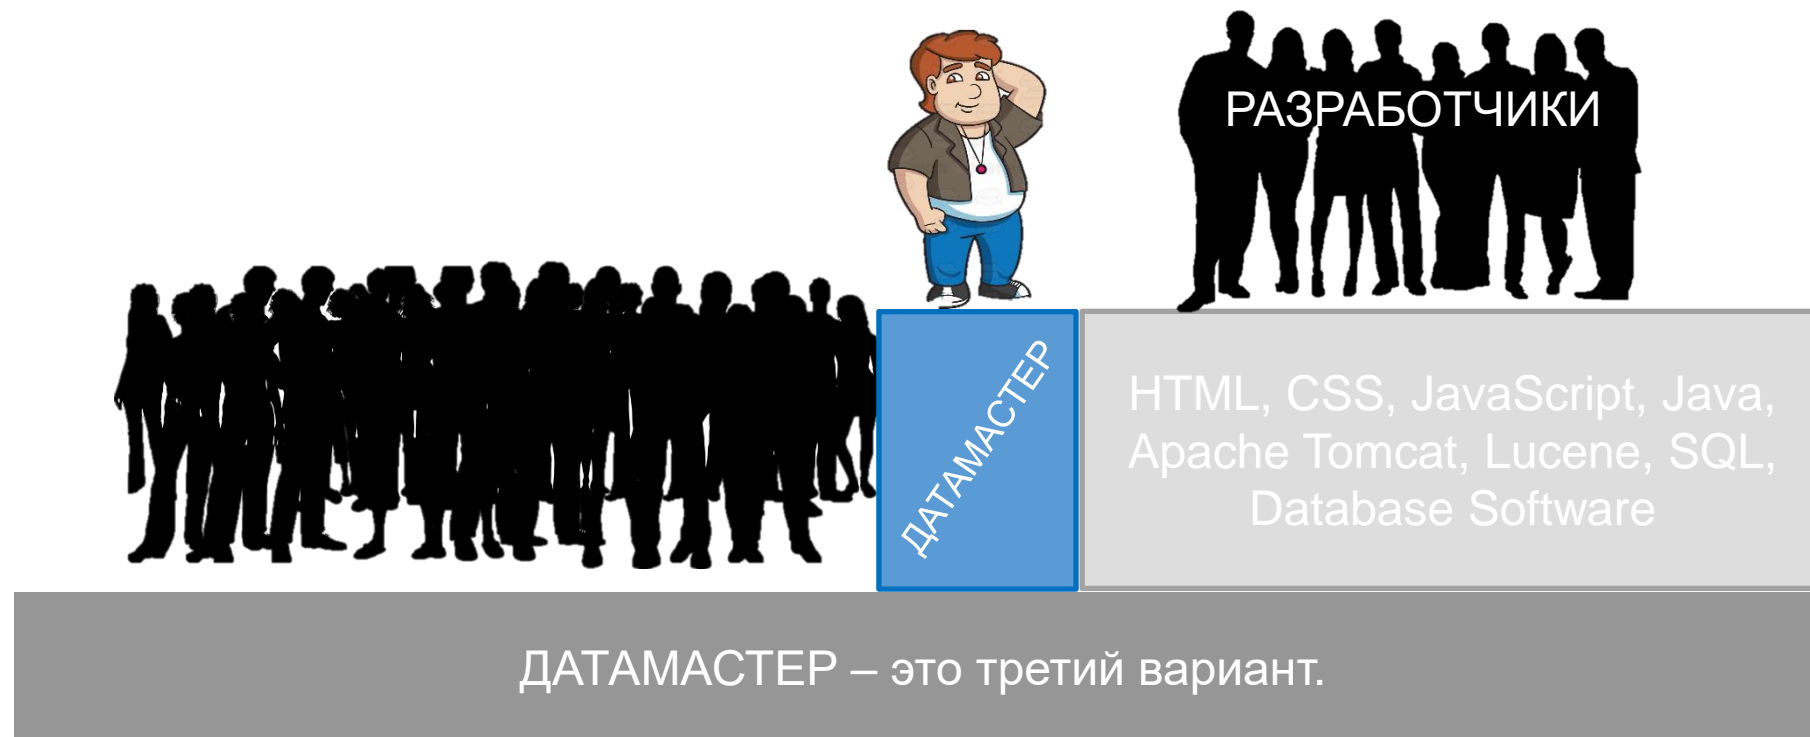 РАЗРАБОТЧИКИ
ДАТАМАСТЕР
HTML, CSS, JavaScript, Java,
Apache Tomcat, Lucene, SQL,
Database Software
ДАТАМАСТЕР – это третий вариант.